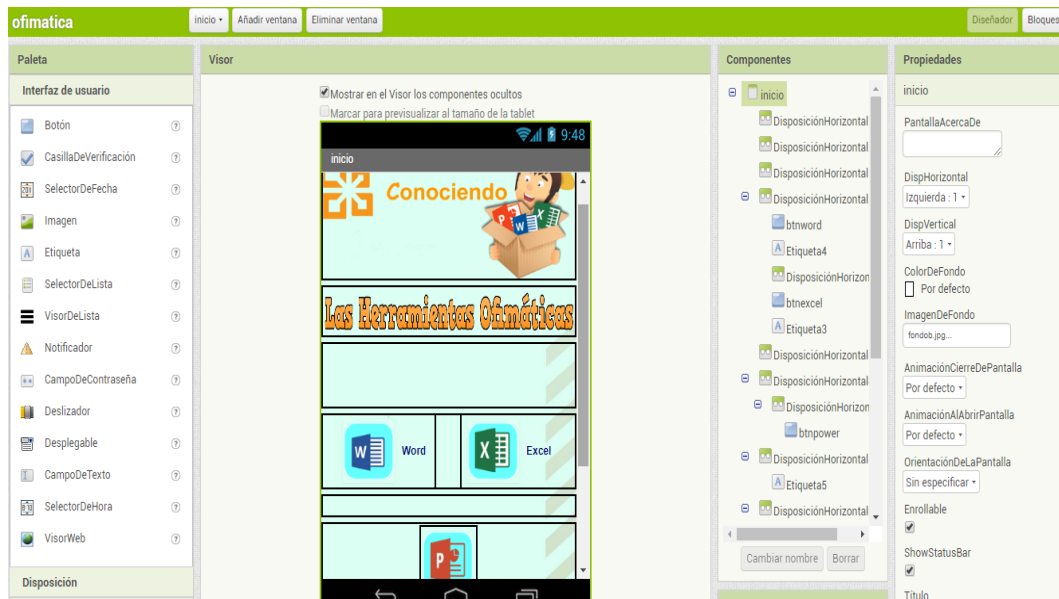 ofimatica
inicio
Añadir ventana
Eliminar ventana
Diseñador
Bloques
Paleta
Interfaz de usuario
Botón
CasillaDeVerificación
SelectorDeFecha
Imagen
Etiqueta
SelectorDeLista
VisorDeLista
Notificador
CampoDeContraseña
Deslizador
Desplegable
CampoDeTexto
SelectorDeHora
VisorWeb
Disposición
Visor
Mostrar en el Visor los componentes ocultos
Marcar para previsualizar al tamaño de la tablet
9:48
inicio
Conociendo
P W X
Las Herramientas Ofimáticas
W Word X Excel
P
Componentes
inicio
DisposiciónHorizontal
DisposiciónHorizontal
DisposiciónHorizontal
DisposiciónHorizontal
btnword
Etiqueta4
DisposiciónHorizon
btnexcel
Etiqueta3
DisposiciónHorizontal
DisposiciónHorizontal
DisposiciónHorizon
btnpower
DisposiciónHorizontal
Etiqueta5
DisposiciónHorizontal
Cambiar nombre
Borrar
Propiedades
inicio
PantallaAcercaDe
DispHorizontal
Izquierda : 1
DispVertical
Arriba : 1
ColorDeFondo
Por defecto
ImagenDeFondo
fondob.jpg...
AnimaciónCierreDePantalla
Por defecto
AnimaciónAlAbrirPantalla
Por defecto
OrientaciónDeLaPantalla
Sin especificar
Enrollable
ShowStatusBar
Título